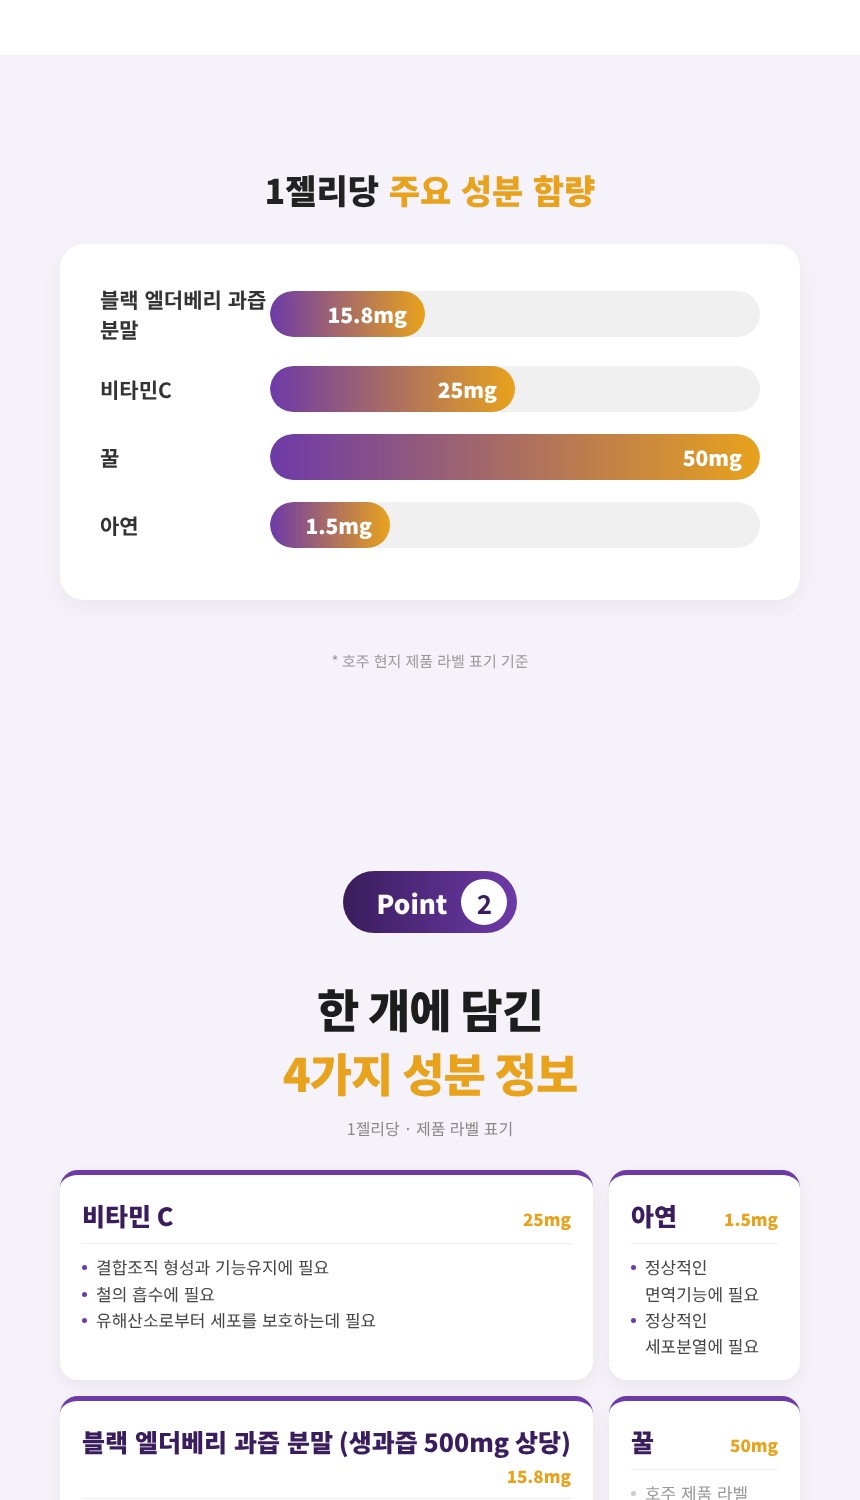 1젤리당 주요 성분 함량
블랙 엘더베리 과즙
분말
15.8mg
비타민C
25mg
꿀
50mg
아연
1.5mg
* 호주 현지 제품 라벨 표기 기준
Point 2
한 개에 담긴
4가지 성분 정보
1젤리당 · 제품 라벨 표기
비타민 C
25mg
• 결합조직 형성과 기능유지에 필요
• 철의 흡수에 필요
• 유해산소로부터 세포를 보호하는데 필요
아연
1.5mg
• 정상적인
면역기능에 필요
• 정상적인
세포분열에 필요
블랙 엘더베리 과즙 분말 (생과즙 500mg 상당)
15.8mg
꿀
50mg
• 호주 제품 라벨